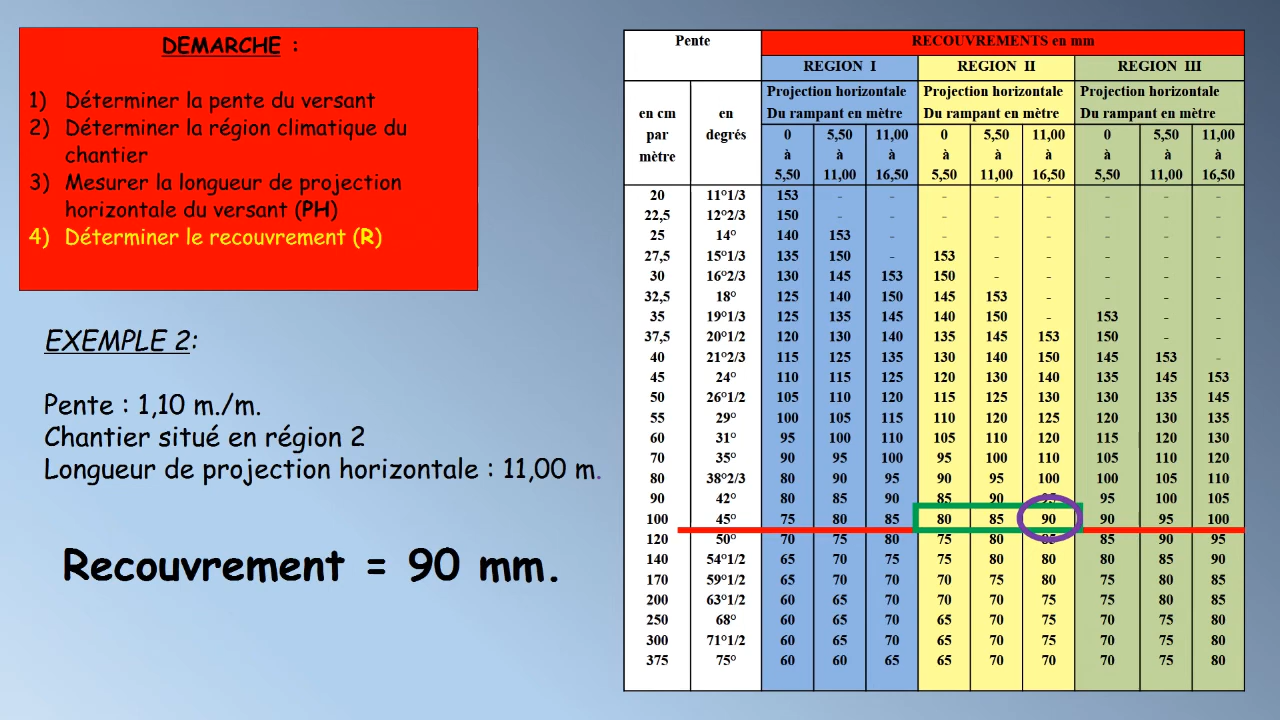 DEMARCHE :
1) Déterminer la pente du versant
2) Déterminer la région climatique du
chantier
3) Mesurer la longueur de projection
horizontale du versant (PH)
4) Déterminer le recouvrement (R)
EXEMPLE 2:
Pente : 1,10 m./m.
Chantier situé en région 2
Longueur de projection horizontale : 11,00 m.
Recouvrement = 90 mm.
Pente RECOUVREMENTS en mm
REGION I REGION II REGION III
Projection horizontale Projection horizontale Projection horizontale
en cm en Du rampant en mètre Du rampant en mètre Du rampant en mètre
par degrés 0 5,50 11,00 0 5,50 11,00 0 5,50 11,00
mètre à à à à à à à à à
5,50 11,00 16,50 5,50 11,00 16,50 5,50 11,00 16,50
20 11°1/3 153 - - - - - - - -
22,5 12°2/3 150 - - - - - - - -
25 14° 140 153 - - - - - - -
27,5 15°1/3 135 150 - 153 - - - - -
30 16°2/3 130 145 153 150 - - - - -
32,5 18° 125 140 150 145 153 - - - -
35 19°1/3 125 135 145 140 150 - 153 - -
37,5 20°1/2 120 130 140 135 145 153 150 - -
40 21°2/3 115 125 135 130 140 150 145 153 -
45 24° 110 115 125 120 130 140 135 145 153
50 26°1/2 105 110 120 115 125 130 130 135 145
55 29° 100 105 115 110 120 125 120 130 135
60 31° 95 100 110 105 110 120 115 120 130
70 35° 90 95 100 95 100 110 105 110 120
80 38°2/3 80 90 95 90 95 100 100 105 110
90 42° 80 85 90 85 90 95 95 100 105
100 45° 75 80 85 80 85 90 90 95 100
120 50° 70 75 80 75 80 85 85 90 95
140 54°1/2 65 70 75 75 80 80 80 85 90
170 59°1/2 65 70 70 70 75 80 75 80 85
200 63°1/2 60 65 70 70 70 75 75 80 85
250 68° 60 65 70 65 70 75 70 75 80
300 71°1/2 60 65 70 65 70 75 70 75 80
375 75° 60 60 65 65 70 70 70 75 80